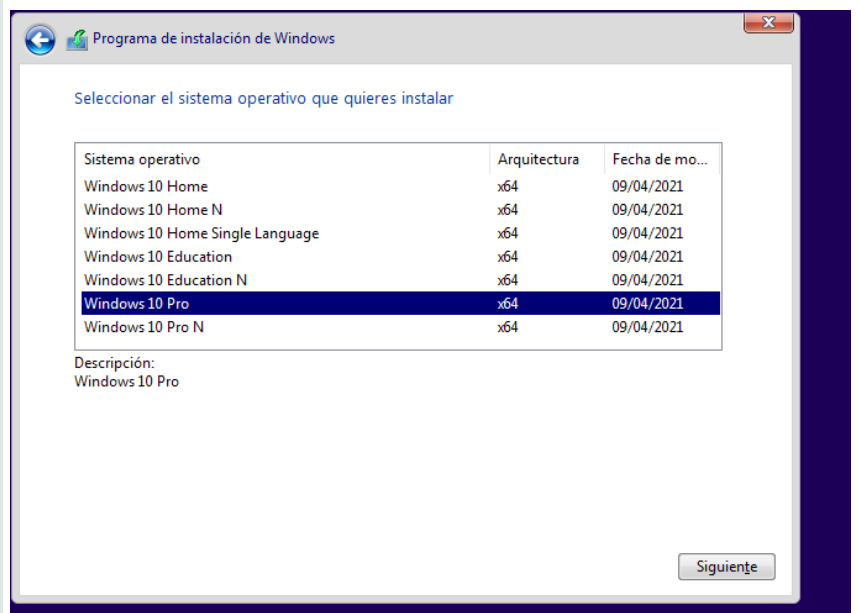 Programa de instalación de Windows
Seleccionar el sistema operativo que quieres instalar
Sistema operativo Arquitectura Fecha de mo...
Windows 10 Home x64 09/04/2021
Windows 10 Home N x64 09/04/2021
Windows 10 Home Single Language x64 09/04/2021
Windows 10 Education x64 09/04/2021
Windows 10 Education N x64 09/04/2021
Windows 10 Pro x64 09/04/2021
Windows 10 Pro N x64 09/04/2021
Descripción:
Windows 10 Pro
Siguiente